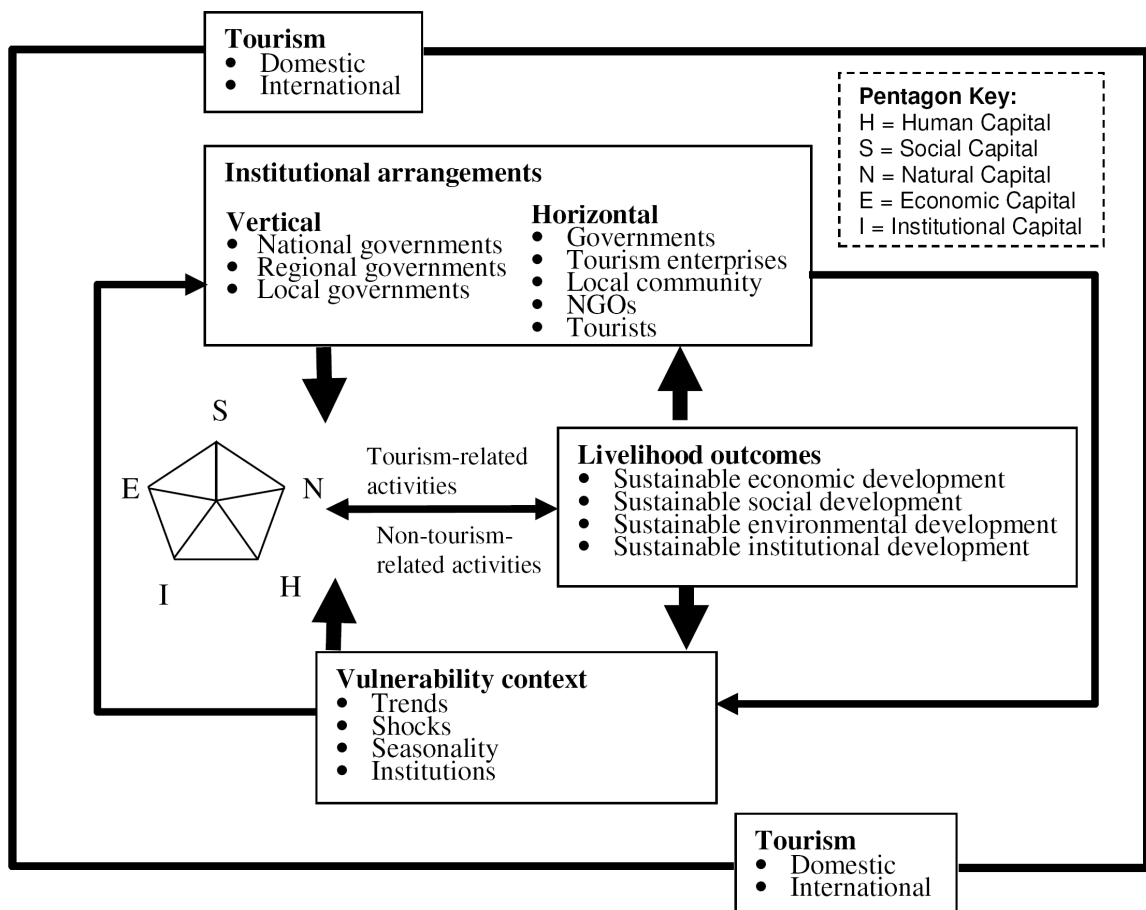 Tourism
• Domestic
• International
Pentagon Key:
H = Human Capital
S = Social Capital
N = Natural Capital
E = Economic Capital
I = Institutional Capital
Institutional arrangements
Vertical
• National governments
• Regional governments
• Local governments
Horizontal
• Governments
• Tourism enterprises
• Local community
• NGOs
• Tourists
S
E
N
I
H
Tourism-related
activities
Non-tourism-
related activities
Livelihood outcomes
• Sustainable economic development
• Sustainable social development
• Sustainable environmental development
• Sustainable institutional development
Vulnerability context
• Trends
• Shocks
• Seasonality
• Institutions
Tourism
• Domestic
• International